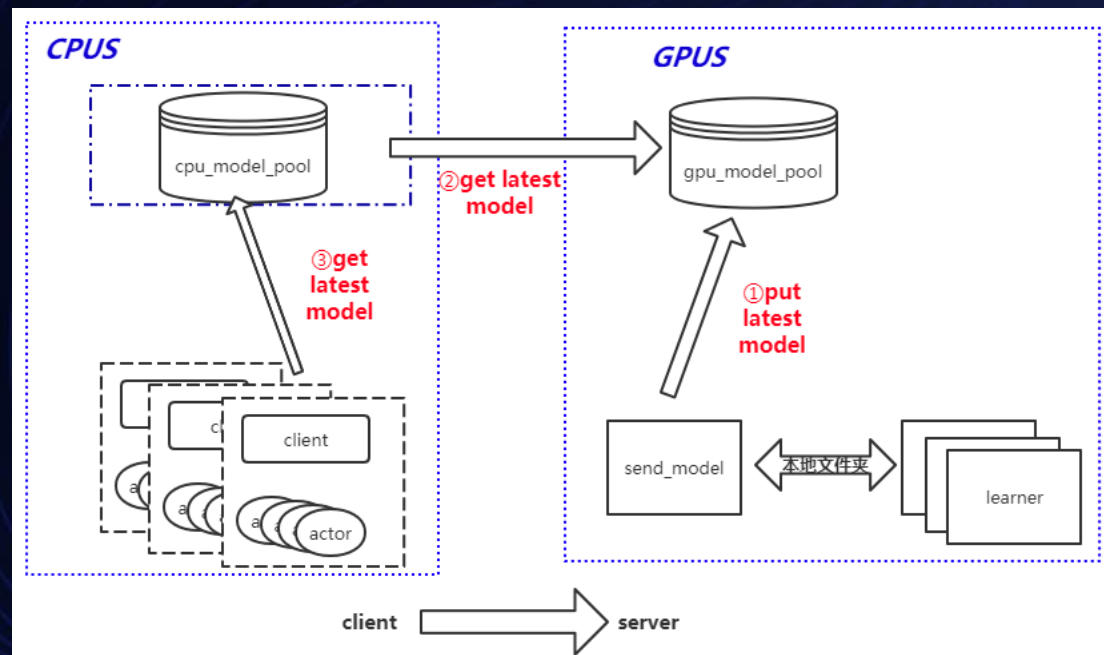 CPUS
GPUS
cpu_model_pool
gpu_model_pool
②get latest
model
③get
latest
model
①put
latest
model
cl
client
a
a
a
a
a
a
a
actor
send_model
本地文件夹
learner
client
server